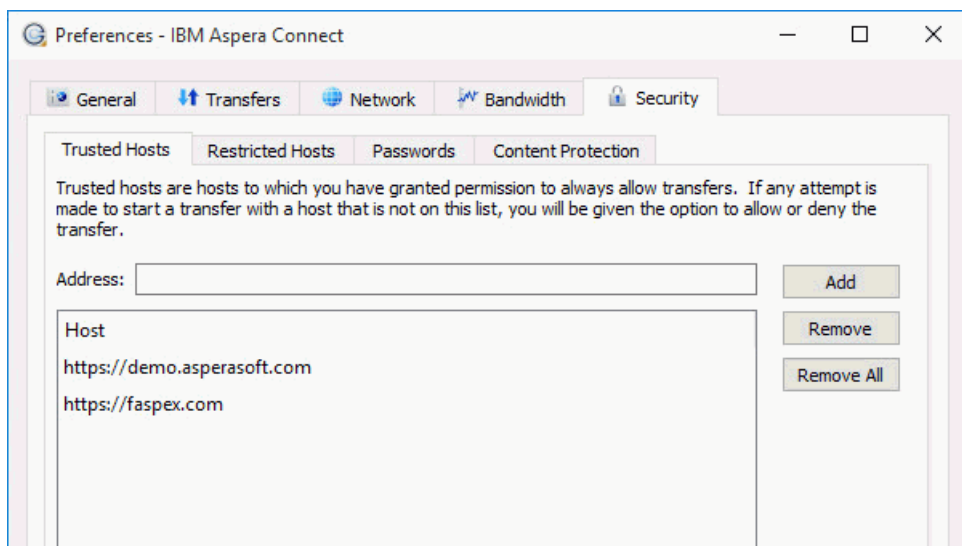 Preferences - IBM Aspera Connect
General Transfers Network Bandwidth Security
Trusted Hosts Restricted Hosts Passwords Content Protection
Trusted hosts are hosts to which you have granted permission to always allow transfers. If any attempt is
made to start a transfer with a host that is not on this list, you will be given the option to allow or deny the
transfer.
Address: Add
Host Remove
https://demo.asperasoft.com Remove All
https://faspex.com